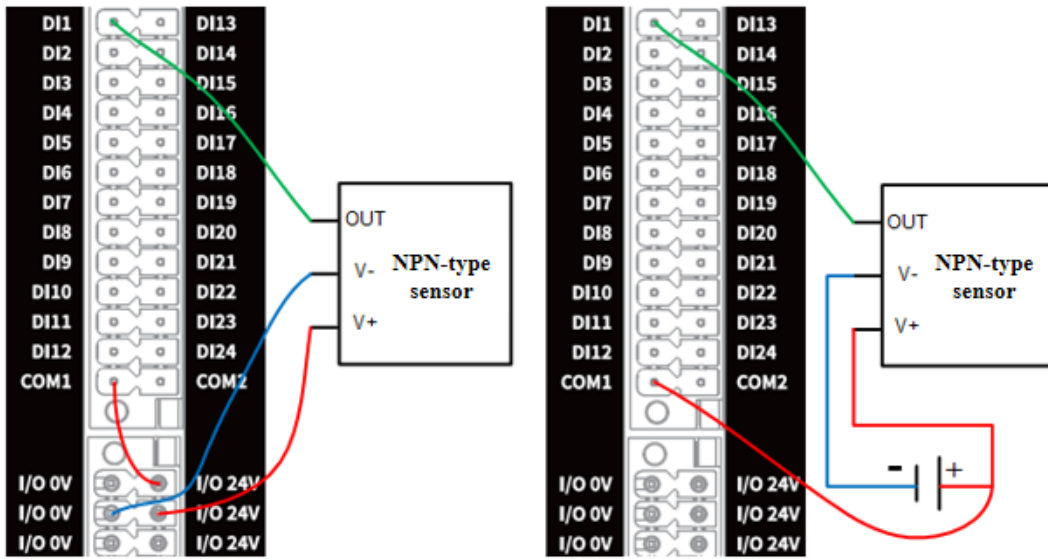 DI1 DI13 DI1 DI13
DI2 DI14 DI2 DI14
DI3 DI15 DI3 DI15
DI4 DI16 DI4 DI16
DI5 DI17 DI5 DI17
DI6 DI18 DI6 DI18
DI7 DI19 DI7 DI19
OUT OUT
DI8 DI20 DI8 DI20
NPN-type NPN-type
DI9 DI21 V- sensor DI9 DI21 V- sensor
DI10 DI22 DI10 DI22
DI11 DI23 V+ DI11 DI23 V+
DI12 DI24 DI12 DI24
COM1 COM2 COM1 COM2
- +
I/O 0V I/O 24V I/O 0V I/O 24V
I/O 0V I/O 24V I/O 0V I/O 24V
I/O 0V I/O 24V I/O 0V I/O 24V